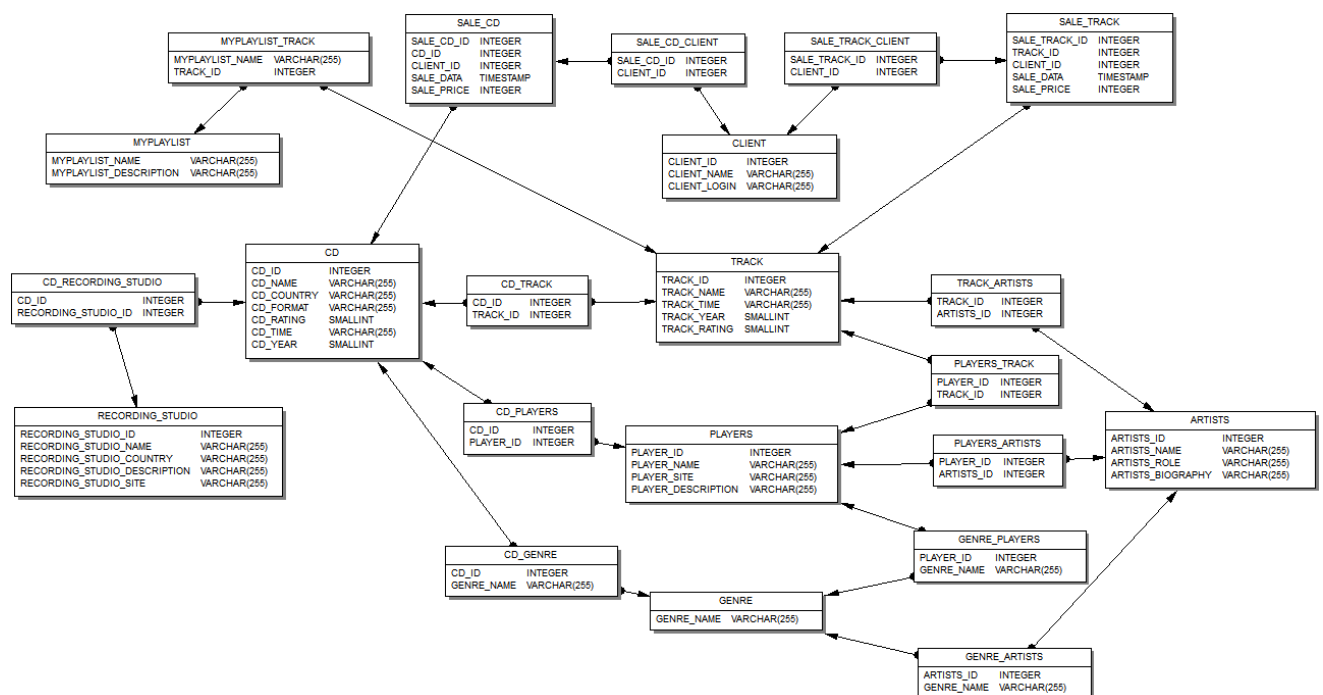 SALE_CD
SALE_CD_ID INTEGER
CD_ID INTEGER
CLIENT_ID INTEGER
SALE_DATA TIMESTAMP
SALE_PRICE INTEGER
SALE_TRACK
SALE_TRACK_ID INTEGER
TRACK_ID INTEGER
CLIENT_ID INTEGER
SALE_DATA TIMESTAMP
SALE_PRICE INTEGER
MYPLAYLIST_TRACK
MYPLAYLIST_NAME VARCHAR(255)
TRACK_ID INTEGER
SALE_CD_CLIENT
SALE_CD_ID INTEGER
CLIENT_ID INTEGER
SALE_TRACK_CLIENT
SALE_TRACK_ID INTEGER
CLIENT_ID INTEGER
MYPLAYLIST
MYPLAYLIST_NAME VARCHAR(255)
MYPLAYLIST_DESCRIPTION VARCHAR(255)
CLIENT
CLIENT_ID INTEGER
CLIENT_NAME VARCHAR(255)
CLIENT_LOGIN VARCHAR(255)
CD
CD_ID INTEGER
CD_NAME VARCHAR(255)
CD_COUNTRY VARCHAR(255)
CD_FORMAT VARCHAR(255)
CD_RATING SMALLINT
CD_TIME VARCHAR(255)
CD_YEAR SMALLINT
TRACK
TRACK_ID INTEGER
TRACK_NAME VARCHAR(255)
TRACK_TIME VARCHAR(255)
TRACK_YEAR SMALLINT
TRACK_RATING SMALLINT
CD_RECORDING_STUDIO
CD_ID INTEGER
RECORDING_STUDIO_ID INTEGER
CD_TRACK
CD_ID INTEGER
TRACK_ID INTEGER
TRACK_ARTISTS
TRACK_ID INTEGER
ARTISTS_ID INTEGER
PLAYERS_TRACK
PLAYER_ID INTEGER
TRACK_ID INTEGER
RECORDING_STUDIO
RECORDING_STUDIO_ID INTEGER
RECORDING_STUDIO_NAME VARCHAR(255)
RECORDING_STUDIO_COUNTRY VARCHAR(255)
RECORDING_STUDIO_DESCRIPTION VARCHAR(255)
RECORDING_STUDIO_SITE VARCHAR(255)
CD_PLAYERS
CD_ID INTEGER
PLAYER_ID INTEGER
PLAYERS
PLAYER_ID INTEGER
PLAYER_NAME VARCHAR(255)
PLAYER_SITE VARCHAR(255)
PLAYER_DESCRIPTION VARCHAR(255)
PLAYERS_ARTISTS
PLAYER_ID INTEGER
ARTISTS_ID INTEGER
ARTISTS
ARTISTS_ID INTEGER
ARTISTS_NAME VARCHAR(255)
ARTISTS_ROLE VARCHAR(255)
ARTISTS_BIOGRAPHY VARCHAR(255)
CD_GENRE
CD_ID INTEGER
GENRE_NAME VARCHAR(255)
GENRE_PLAYERS
PLAYER_ID INTEGER
GENRE_NAME VARCHAR(255)
GENRE
GENRE_NAME VARCHAR(255)
GENRE_ARTISTS
ARTISTS_ID INTEGER
GENRE_NAME VARCHAR(255)